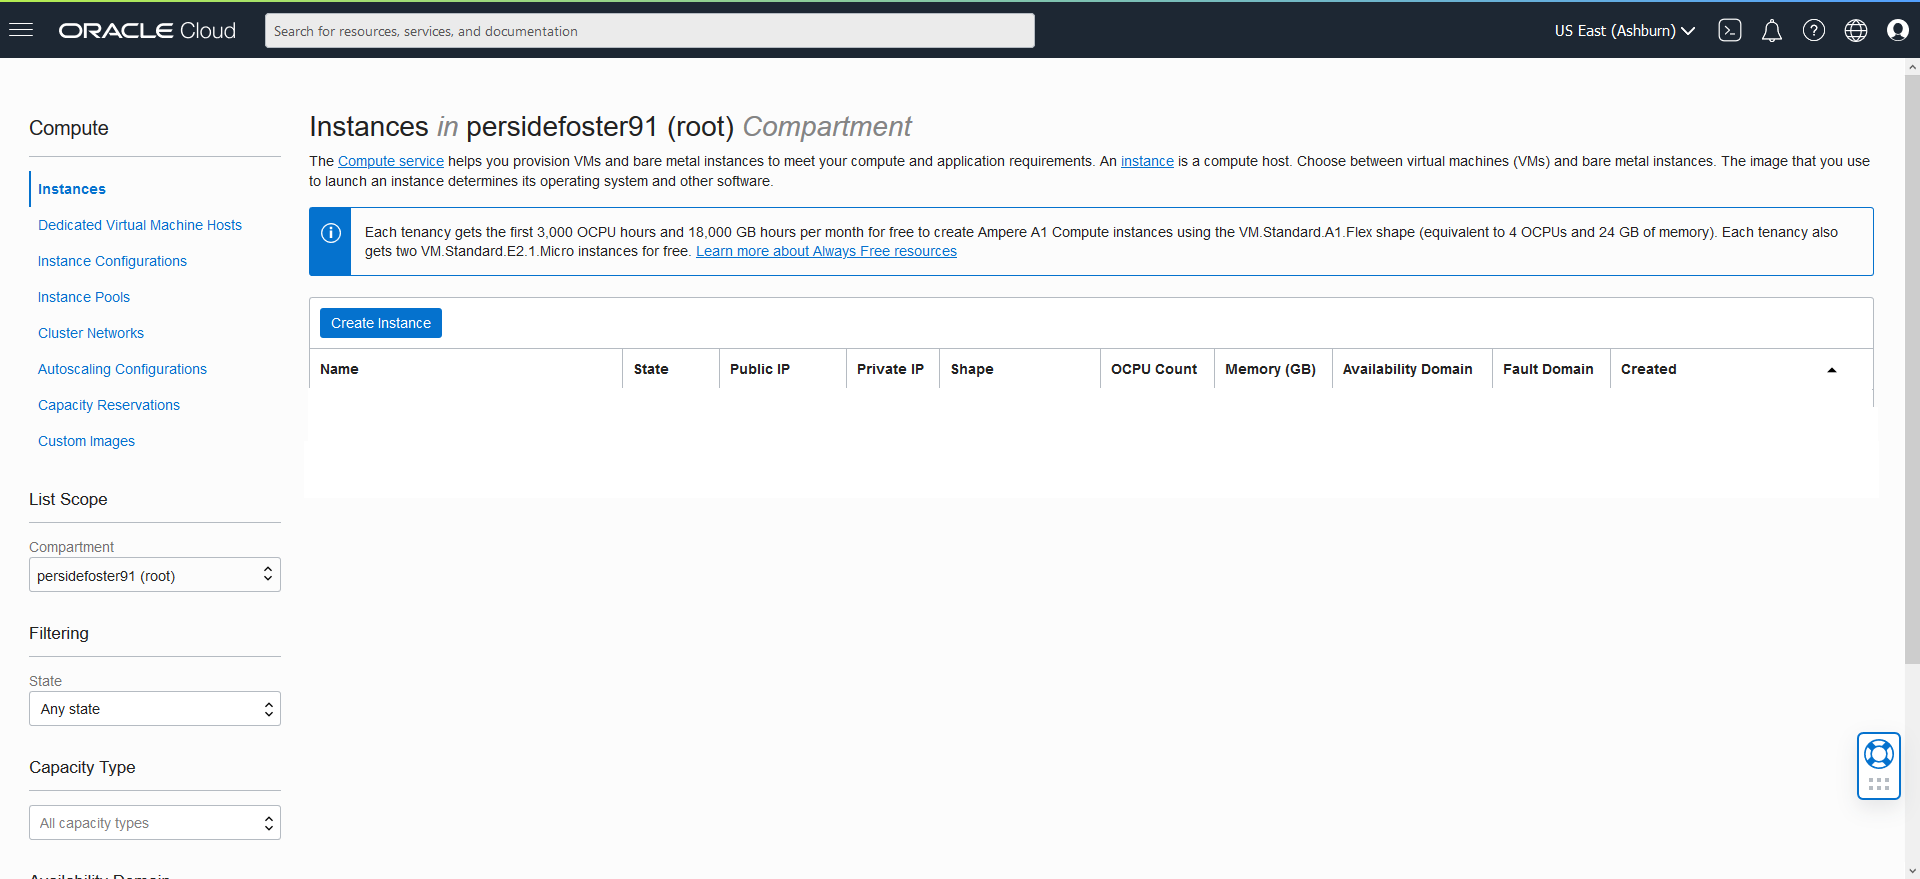 ORACLE Cloud
Search for resources, services, and documentation
US East (Ashburn)
Compute
Instances
Dedicated Virtual Machine Hosts
Instance Configurations
Instance Pools
Cluster Networks
Autoscaling Configurations
Capacity Reservations
Custom Images
List Scope
Compartment
persidefoster91 (root)
Filtering
State
Any state
Capacity Type
All capacity types
Availability Domain
Instances in persidefoster91 (root) Compartment
The Compute service helps you provision VMs and bare metal instances to meet your compute and application requirements. An instance is a compute host. Choose between virtual machines (VMs) and bare metal instances. The image that you use
to launch an instance determines its operating system and other software.
Each tenancy gets the first 3,000 OCPU hours and 18,000 GB hours per month for free to create Ampere A1 Compute instances using the VM.Standard.A1.Flex shape (equivalent to 4 OCPUs and 24 GB of memory). Each tenancy also
gets two VM.Standard.E2.1.Micro instances for free. Learn more about Always Free resources
Create Instance
Name State Public IP Private IP Shape OCPU Count Memory (GB) Availability Domain Fault Domain Created